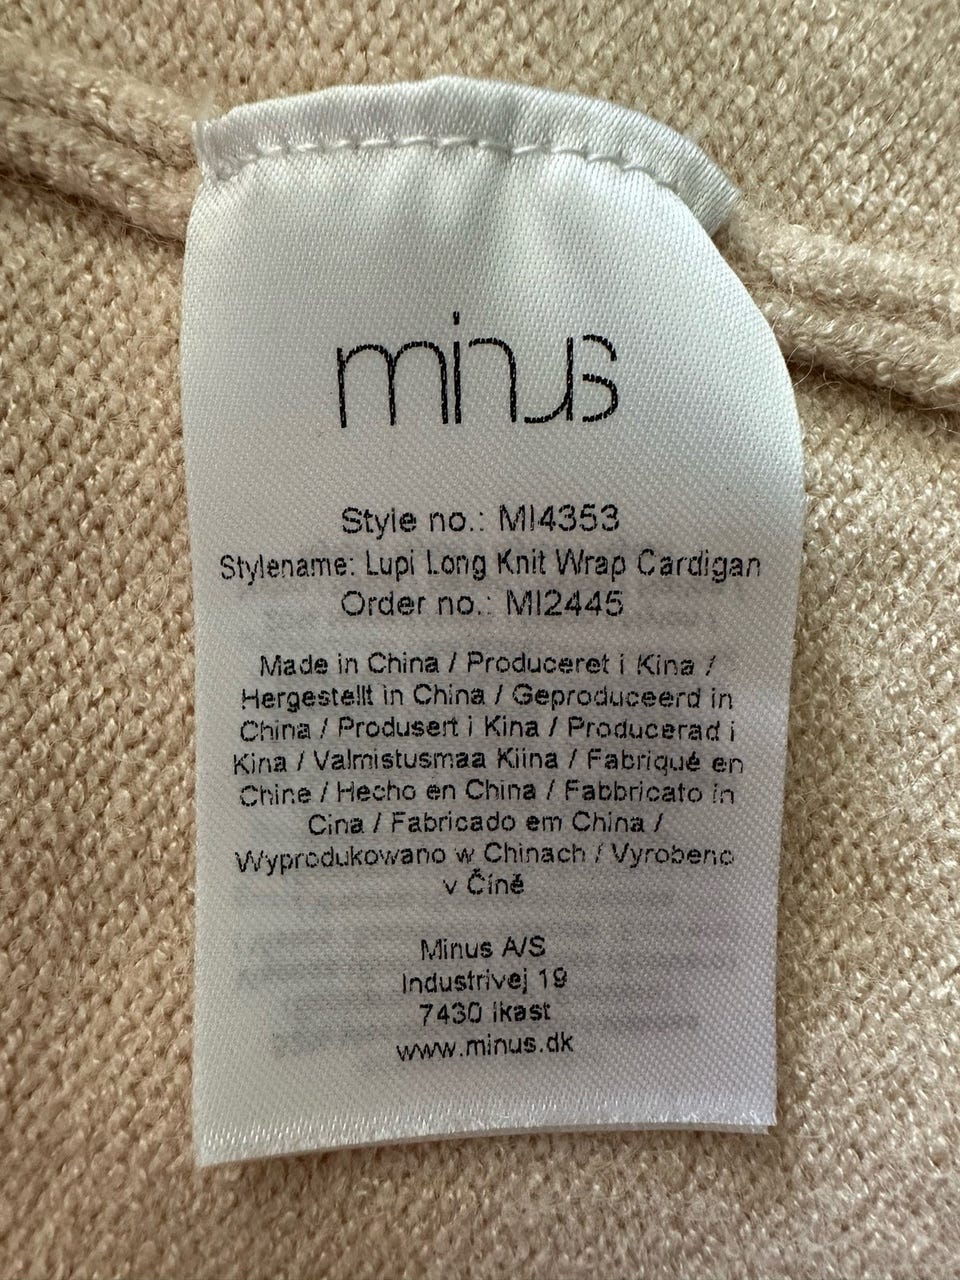 minus
Style no.: MI4353
Stylename: Lupi Long Knit Wrap Cardigan
Order no.: MI2445
Made in China / Produceret i Kina /
Hergestellt in China / Geproduceerd in
China / Produsert i Kina / Producerad i
Kina / Valmistusmaa Kiina / Fabriqué en
Chine / Hecho en China / Fabbricato in
Cina / Fabricado em China /
Wyprodukowano w Chinach / Vyrobeno
v Číně
Minus A/S
Industrivej 19
7430 Ikast
www.minus.dk